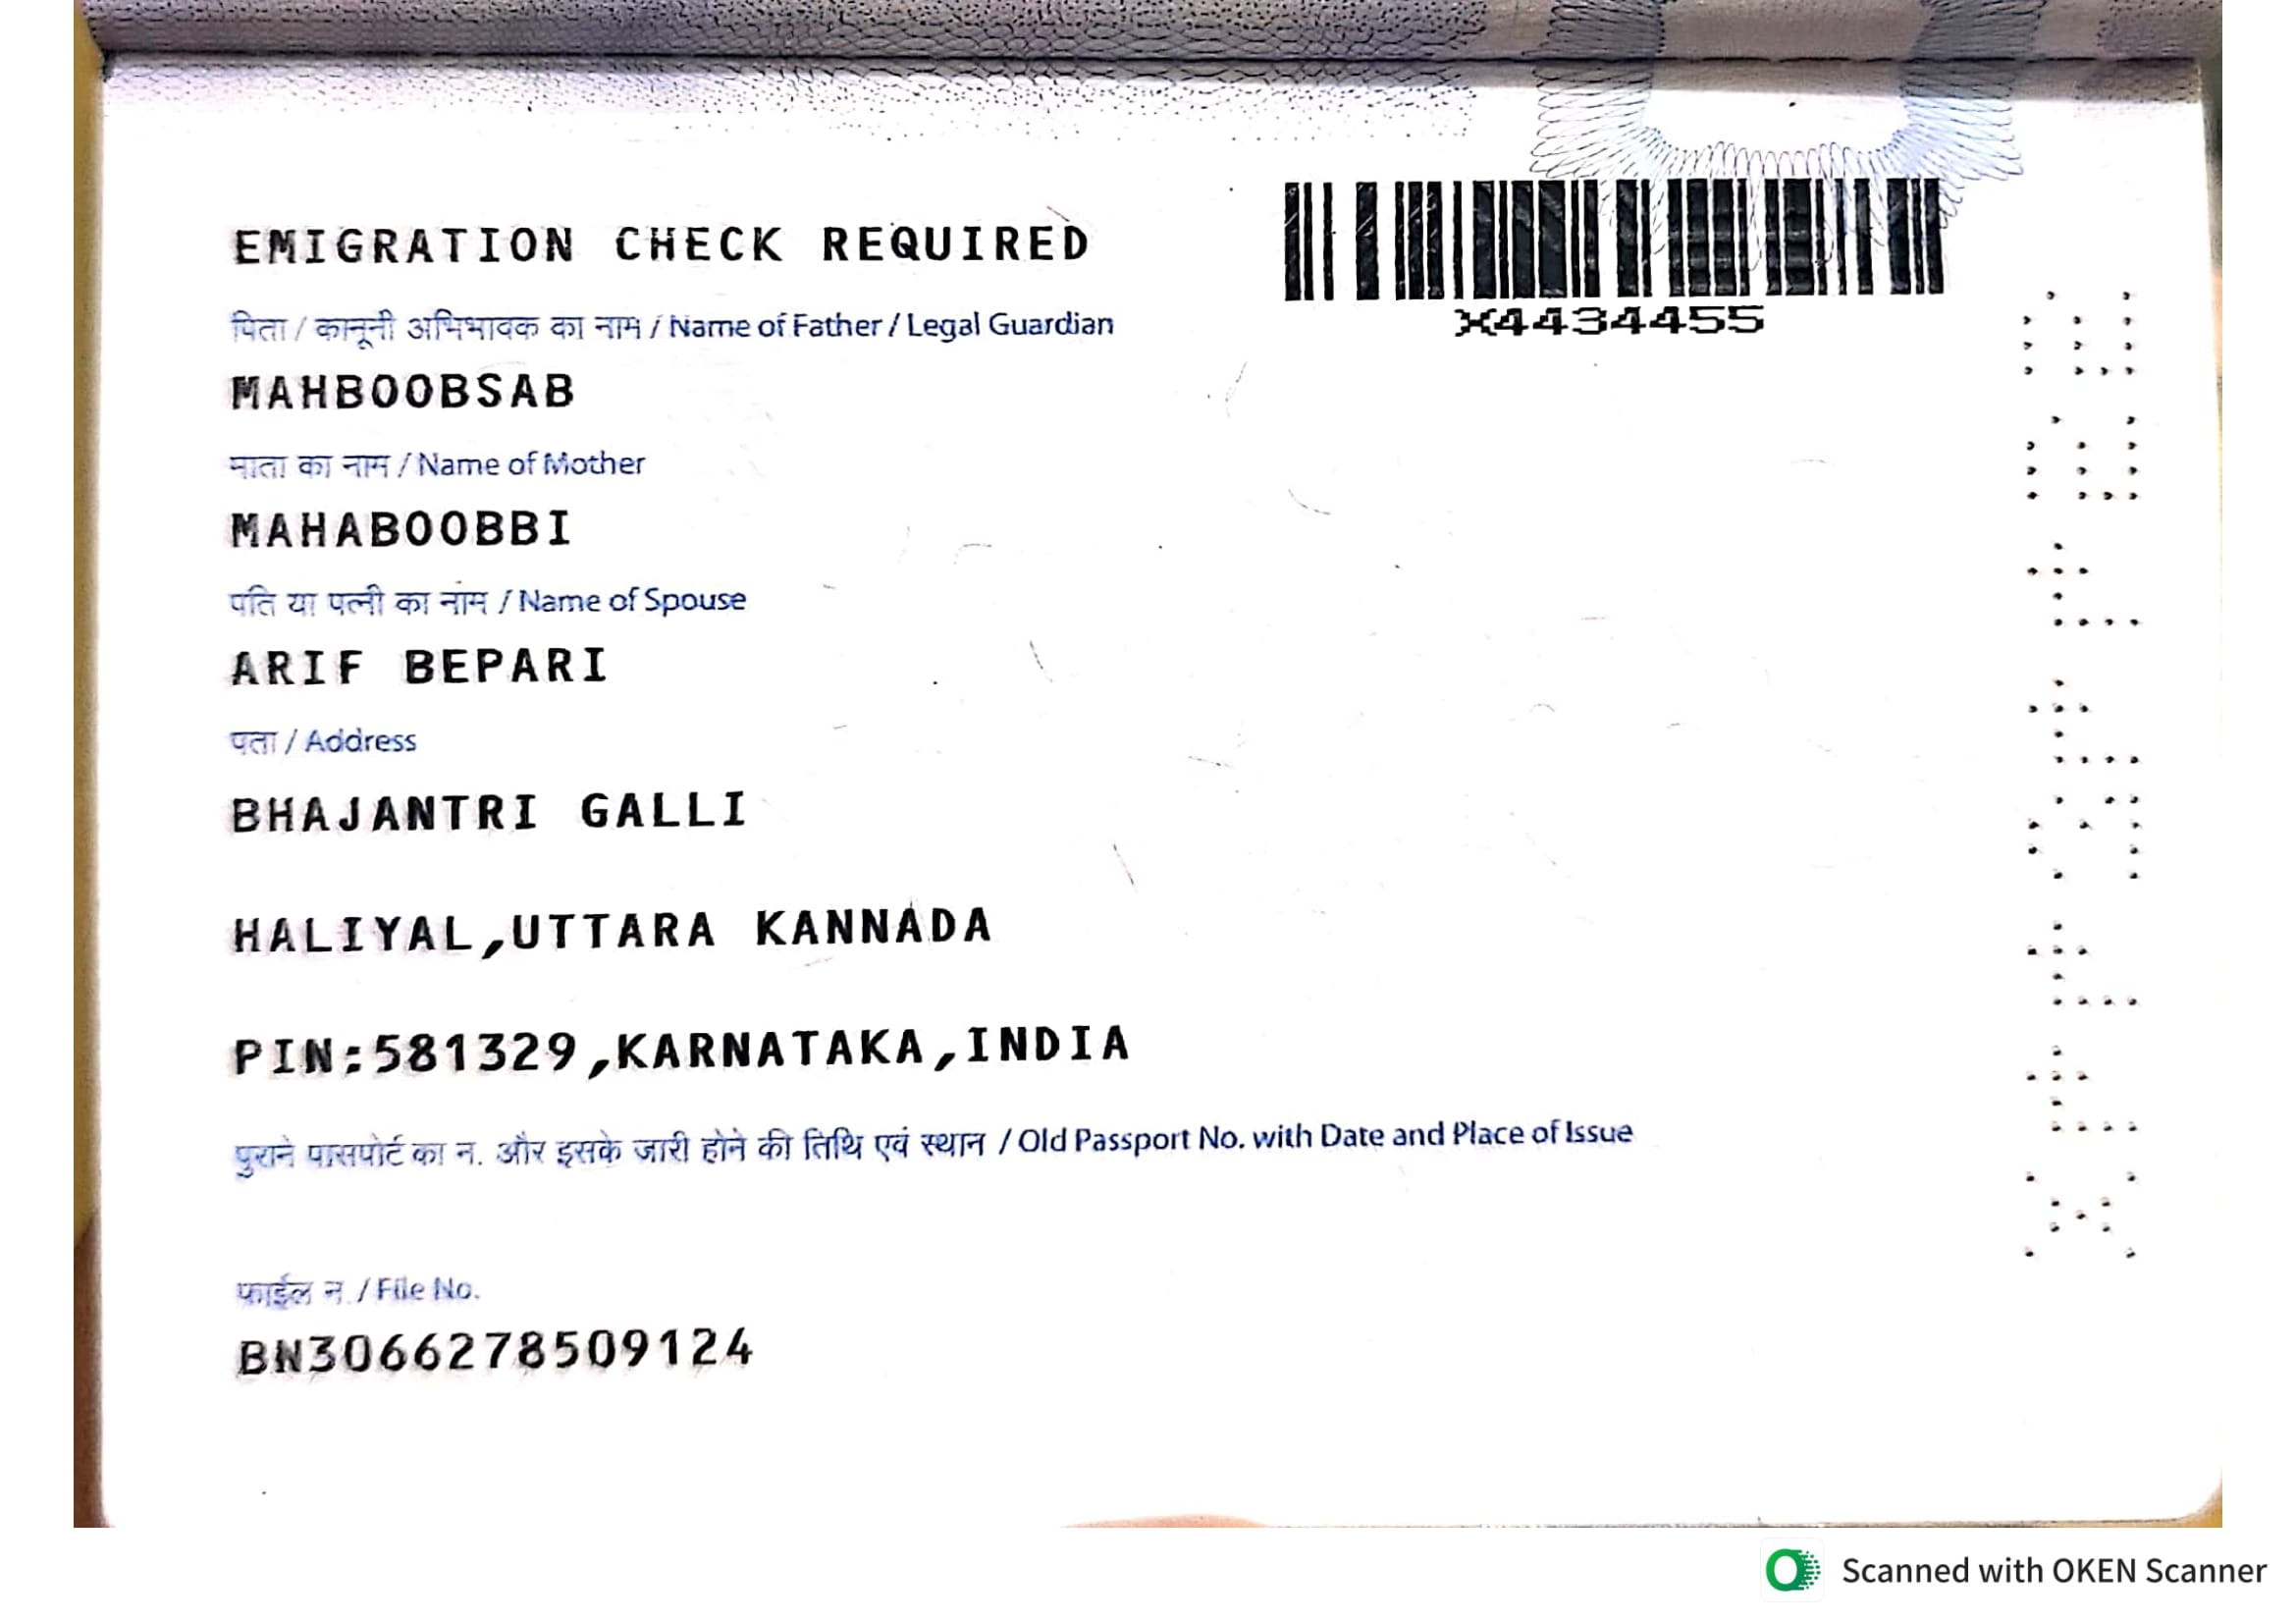 EMIGRATION CHECK REQUIRED
X4434455
पिता / कानूनी अभिभावक का नाम / Name of Father / Legal Guardian
MAHBOOBSAB
माता का नाम / Name of Mother
MAHABOOBBI
पति या पत्नी का नाम / Name of Spouse
ARIF BEPARI
पता / Address
BHAJANTRI GALLI
HALIYAL,UTTARA KANNADA
PIN:581329,KARNATAKA,INDIA
पुराने पासपोर्ट का न. और इसके जारी होने की तिथि एवं स्थान / Old Passport No. with Date and Place of Issue
फाईल न. / File No.
BN3066278509124
X4434455
Scanned with OKEN Scanner